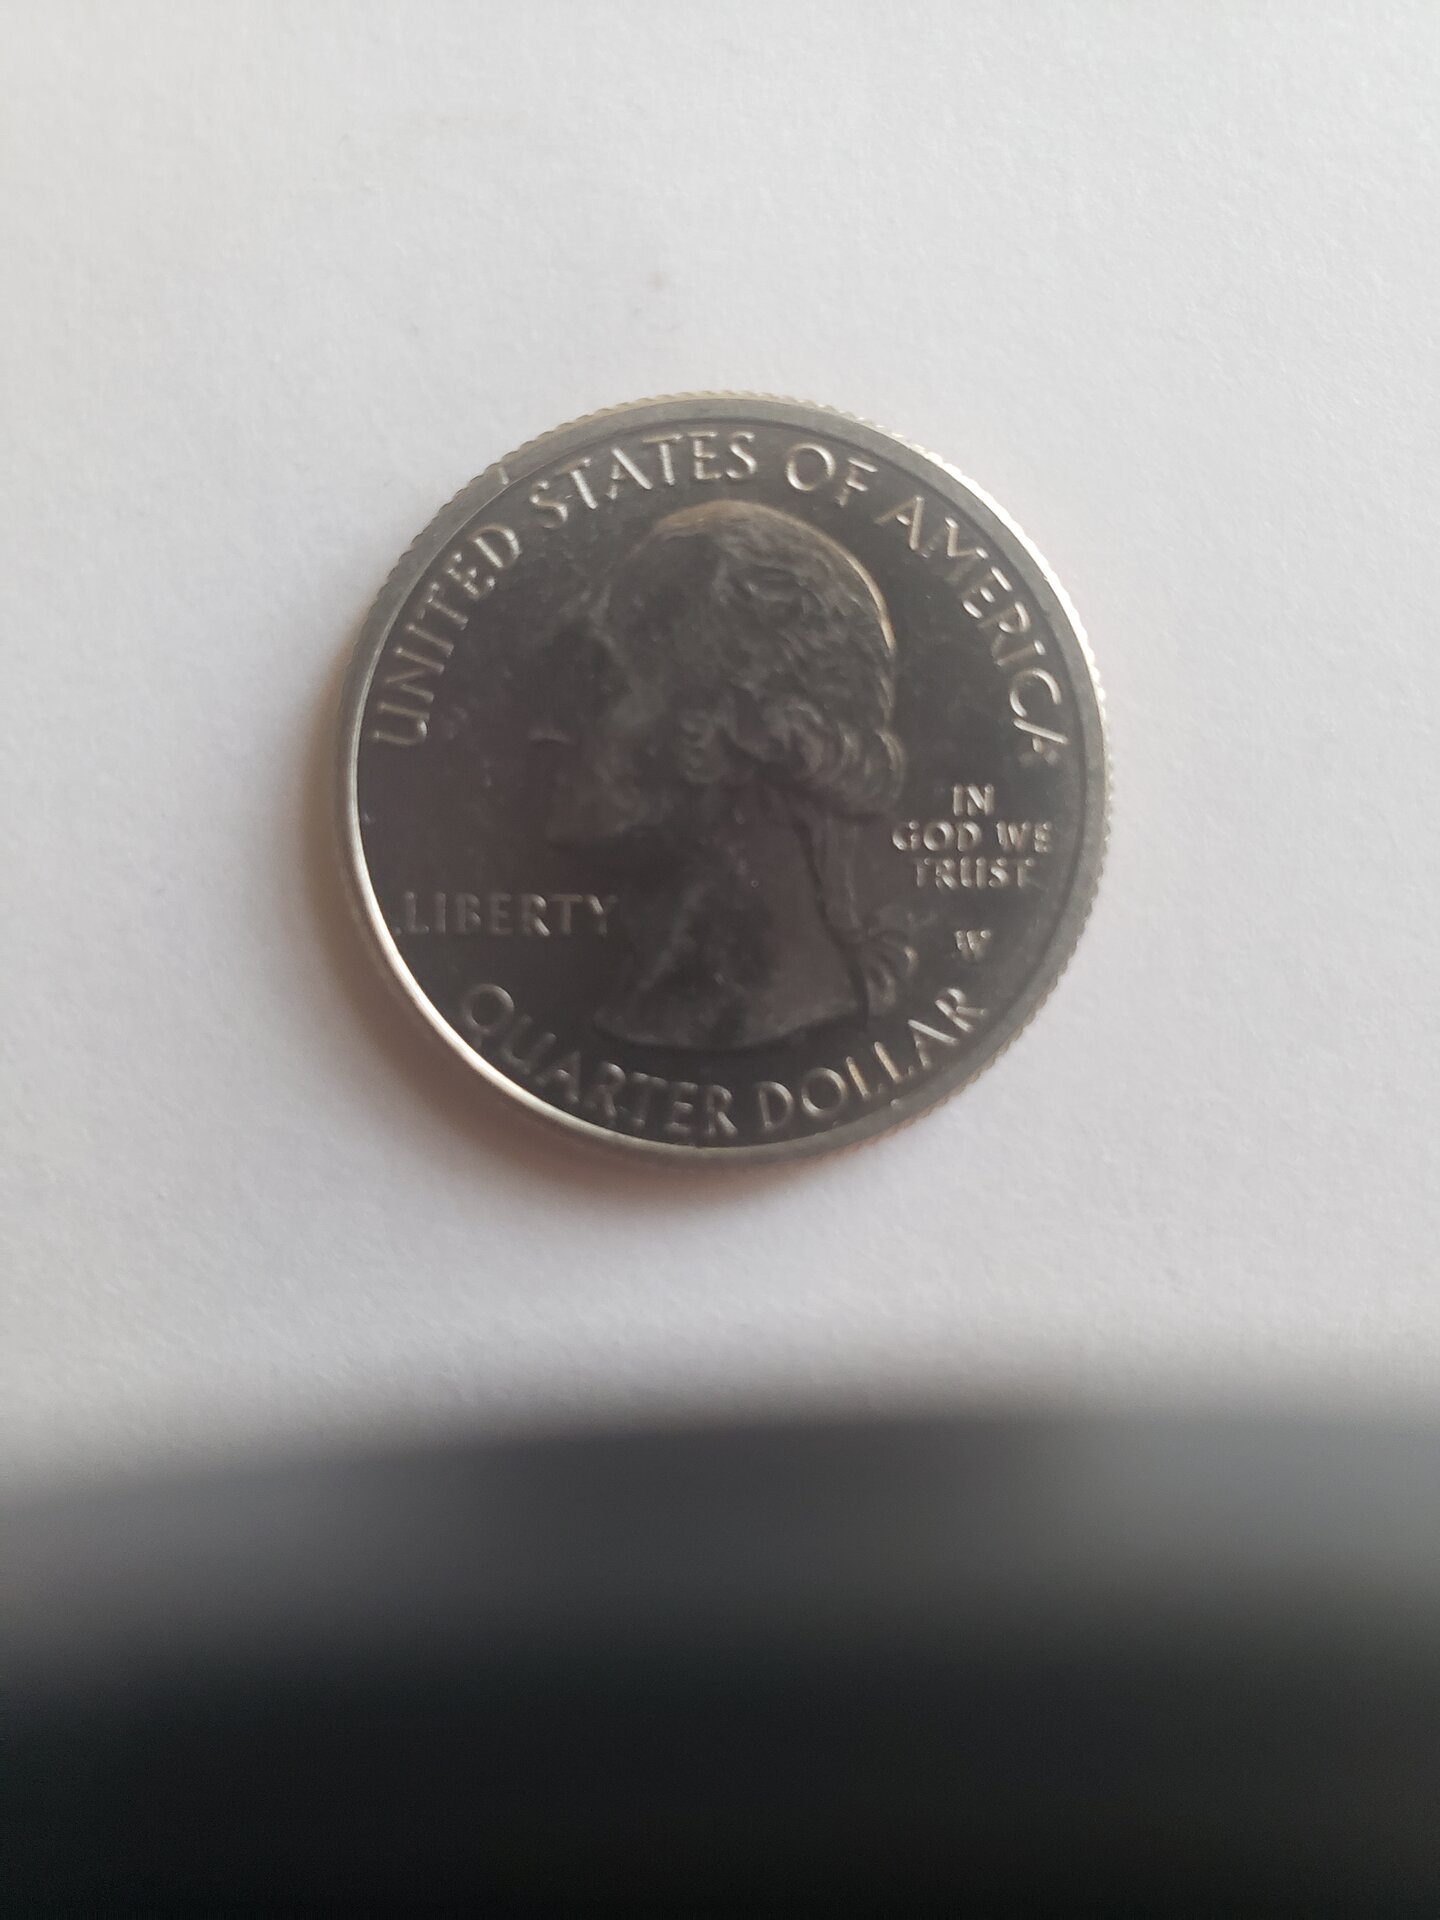 UNITED STATES OF AMERICA
IN
GOD WE
TRUST
LIBERTY
W
QUARTER DOLLAR